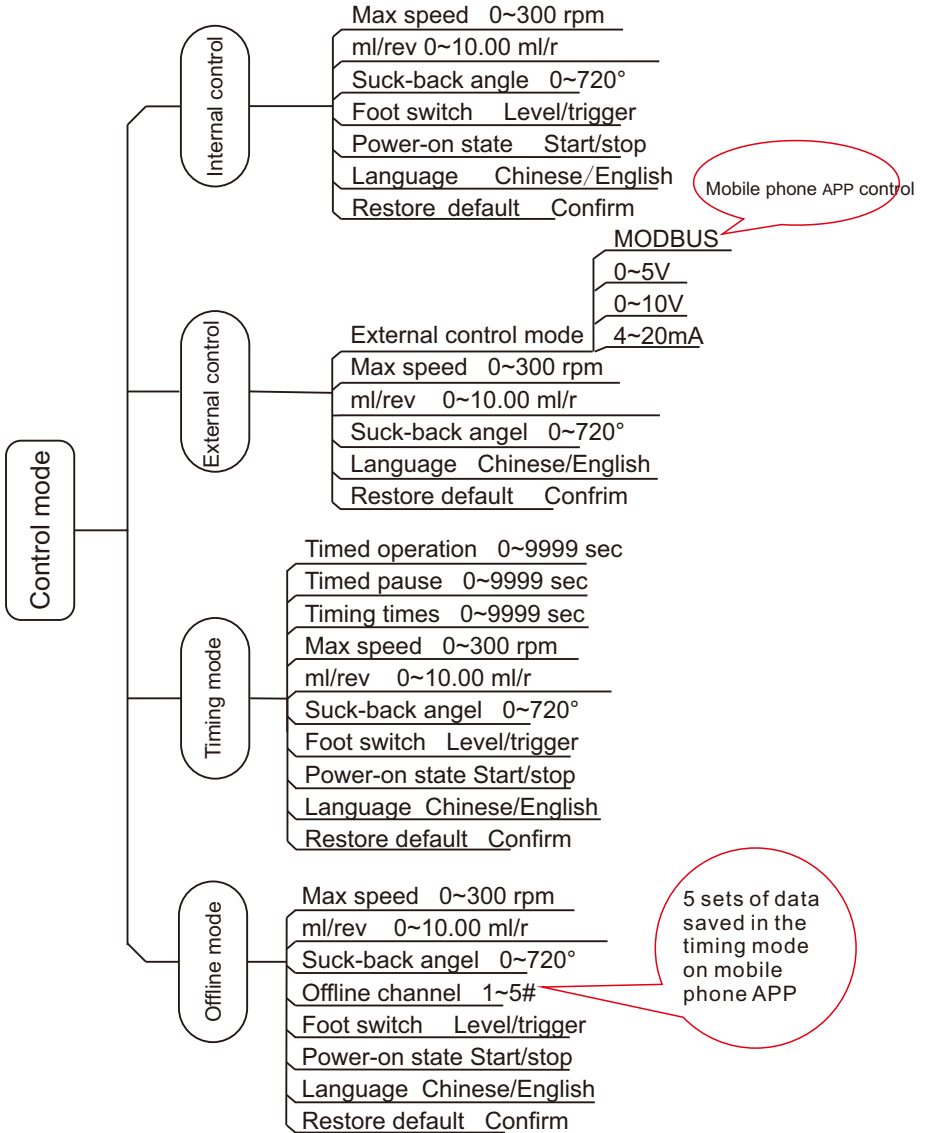 Control mode
Internal control
Max speed 0~300 rpm
ml/rev 0~10.00 ml/r
Suck-back angle 0~720°
Foot switch Level/trigger
Power-on state Start/stop
Language Chinese/English
Restore default Confirm
External control
External control mode
MODBUS
Mobile phone APP control
0~5V
0~10V
4~20mA
Max speed 0~300 rpm
ml/rev 0~10.00 ml/r
Suck-back angel 0~720°
Language Chinese/English
Restore default Confrim
Timing mode
Timed operation 0~9999 sec
Timed pause 0~9999 sec
Timing times 0~9999 sec
Max speed 0~300 rpm
ml/rev 0~10.00 ml/r
Suck-back angel 0~720°
Foot switch Level/trigger
Power-on state Start/stop
Language Chinese/English
Restore default Confirm
Offline mode
Max speed 0~300 rpm
ml/rev 0~10.00 ml/r
Suck-back angel 0~720°
Offline channel 1~5#
5 sets of data
saved in the
timing mode
on mobile
phone APP
Foot switch Level/trigger
Power-on state Start/stop
Language Chinese/English
Restore default Confirm